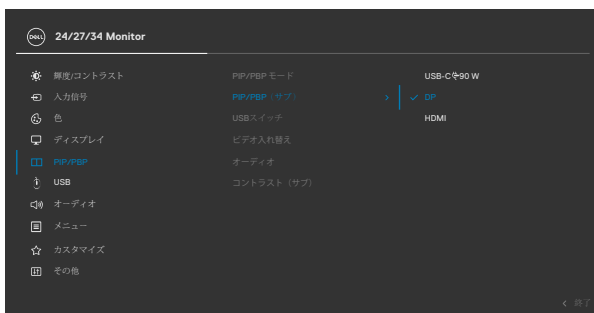 DELL 24/27/34 Monitor
輝度/コントラスト
入力信号
色
ディスプレイ
PIP/PBP
USB
オーディオ
メニュー
カスタマイズ
その他
PIP/PBP モード
PIP/PBP（サブ）
USBスイッチ
ビデオ入れ替え
オーディオ
コントラスト（サブ）
USB-C 90 W
DP
HDMI
終了